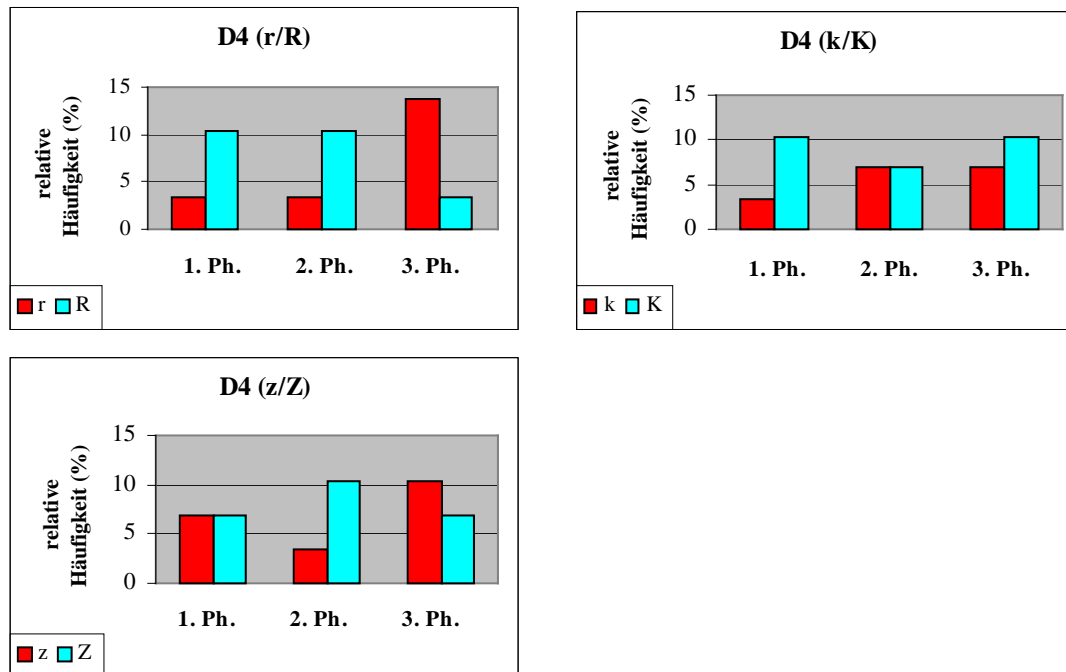 D4 (r/R)
relative
Häufigkeit (%)
15
10
5
0
1. Ph. 2. Ph. 3. Ph.
r R
D4 (k/K)
relative
Häufigkeit (%)
15
10
5
0
1. Ph. 2. Ph. 3. Ph.
k K
D4 (z/Z)
relative
Häufigkeit (%)
15
10
5
0
1. Ph. 2. Ph. 3. Ph.
z Z